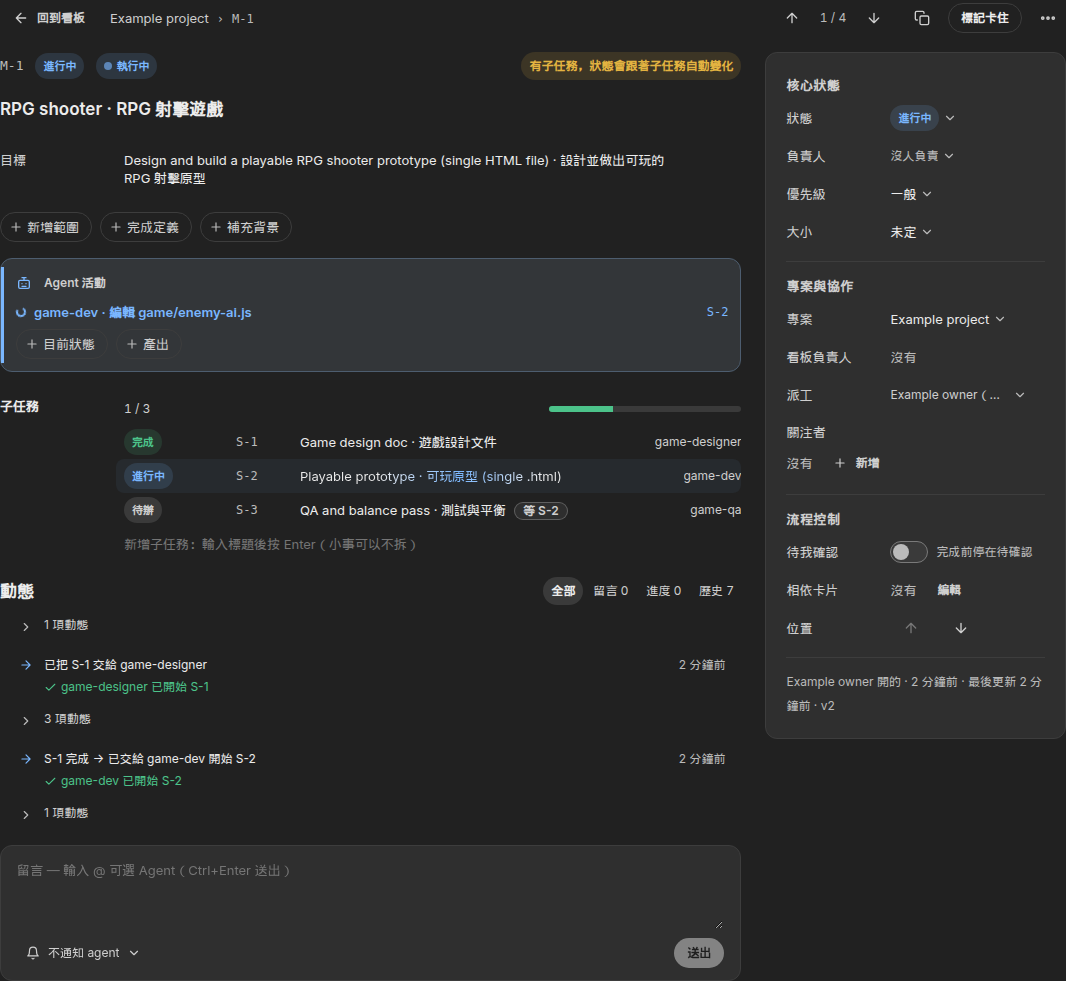 回到看板 Example project › M-1 1 / 4 標記卡住
M-1 進行中 執行中 有子任務，狀態會跟著子任務自動變化
RPG shooter · RPG 射擊遊戲
目標 Design and build a playable RPG shooter prototype (single HTML file) · 設計並做出可玩的
RPG 射擊原型
新增範圍 完成定義 補充背景
Agent 活動
game-dev · 編輯 game/enemy-ai.js S-2
目前狀態 產出
子任務 1 / 3
完成 S-1 Game design doc · 遊戲設計文件 game-designer
進行中 S-2 Playable prototype · 可玩原型 (single .html) game-dev
待辦 S-3 QA and balance pass · 測試與平衡 等 S-2 game-qa
新增子任務：輸入標題後按 Enter（小事可以不拆）
動態 全部 留言 0 進度 0 歷史 7
1 項動態
已把 S-1 交給 game-designer 2 分鐘前
game-designer 已開始 S-1
3 項動態
S-1 完成 → 已交給 game-dev 開始 S-2 2 分鐘前
game-dev 已開始 S-2
1 項動態
留言 — 輸入 @ 可選 Agent（Ctrl+Enter 送出）
不通知 agent 送出
核心狀態
狀態 進行中
負責人 沒人負責
優先級 一般
大小 未定
專案與協作
專案 Example project
看板負責人 沒有
派工 Example owner（...
關注者
沒有 新增
流程控制
待我確認 完成前停在待確認
相依卡片 沒有 編輯
位置
Example owner 開的 · 2 分鐘前 · 最後更新 2 分
鐘前 · v2